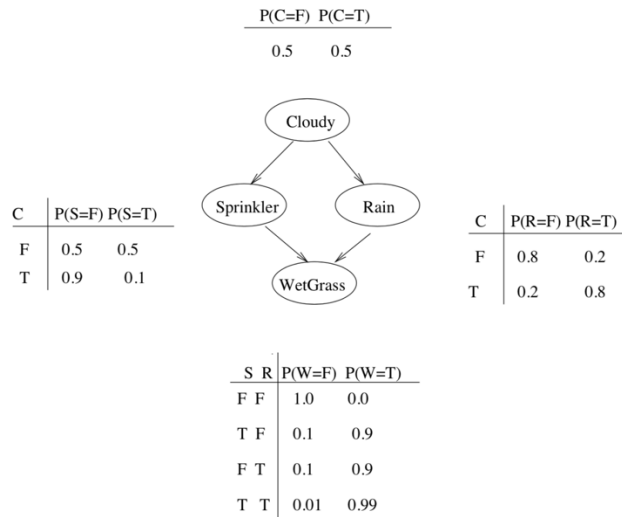 P(C=F) P(C=T)
0.5 0.5
Cloudy
Sprinkler
Rain
WetGrass
C P(S=F) P(S=T)
F 0.5 0.5
T 0.9 0.1
C P(R=F) P(R=T)
F 0.8 0.2
T 0.2 0.8
S R P(W=F) P(W=T)
F F 1.0 0.0
T F 0.1 0.9
F T 0.1 0.9
T T 0.01 0.99